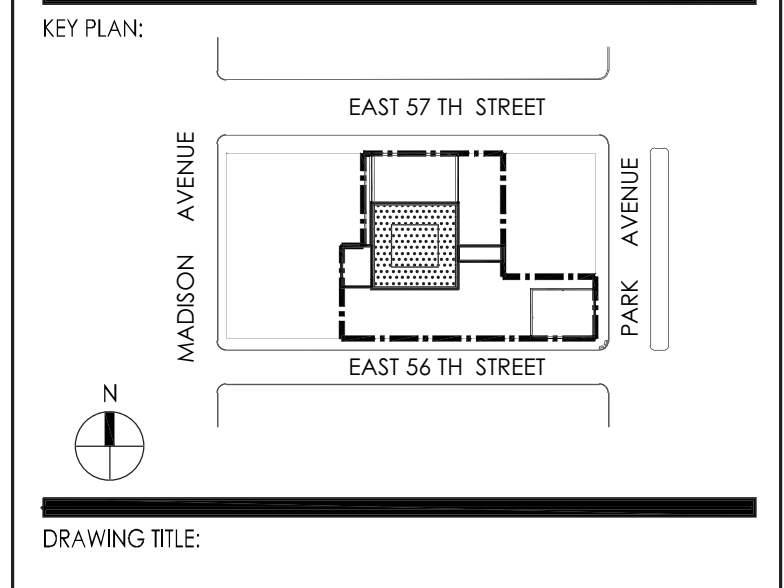 KEY PLAN:
EAST 57 TH STREET
MADISON AVENUE
PARK AVENUE
EAST 56 TH STREET
N
DRAWING TITLE: